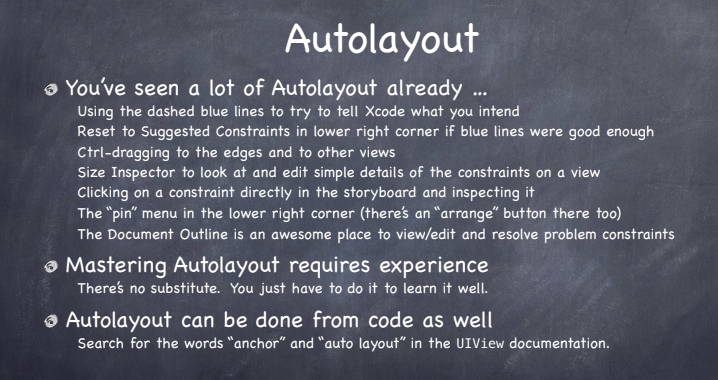 Autolayout
You've seen a lot of Autolayout already ...
Using the dashed blue lines to try to tell Xcode what you intend
Reset to Suggested Constraints in lower right corner if blue lines were good enough
Ctrl-dragging to the edges and to other views
Size Inspector to look at and edit simple details of the constraints on a view
Clicking on a constraint directly in the storyboard and inspecting it
The “pin” menu in the lower right corner (there's an “arrange” button there too)
The Document Outline is an awesome place to view/edit and resolve problem constraints
Mastering Autolayout requires experience
There's no substitute. You just have to do it to learn it well.
Autolayout can be done from code as well
Search for the words “anchor” and “auto layout” in the UIView documentation.